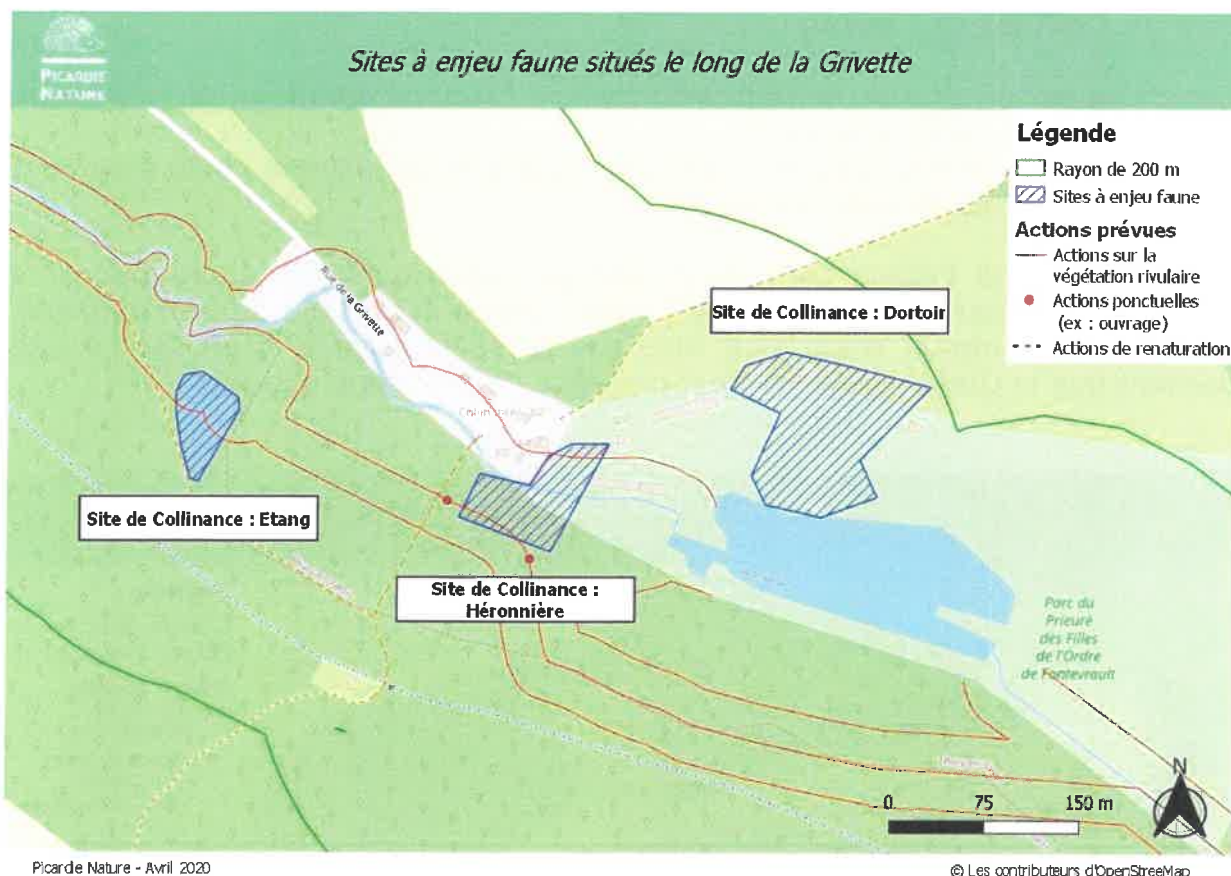 PICARDIE
NATURE
Sites à enjeu faune situés le long de la Grivette
Légende
Rayon de 200 m
Sites à enjeu faune
Actions prévues
Actions sur la
végétation rivulaire
Actions ponctuelles
(ex : ouvrage)
Actions de renaturation
Rue de la Grivette
Site de Collinance : Dortoir
Site de Collinance : Etang
Site de Collinance :
Héronnière
Parc du
Prieuré
des Filles
de l'Ordre
de Fontevrault
N
0 75 150 m
Picardie Nature - Avril 2020
© Les contributeurs d'OpenStreeMap